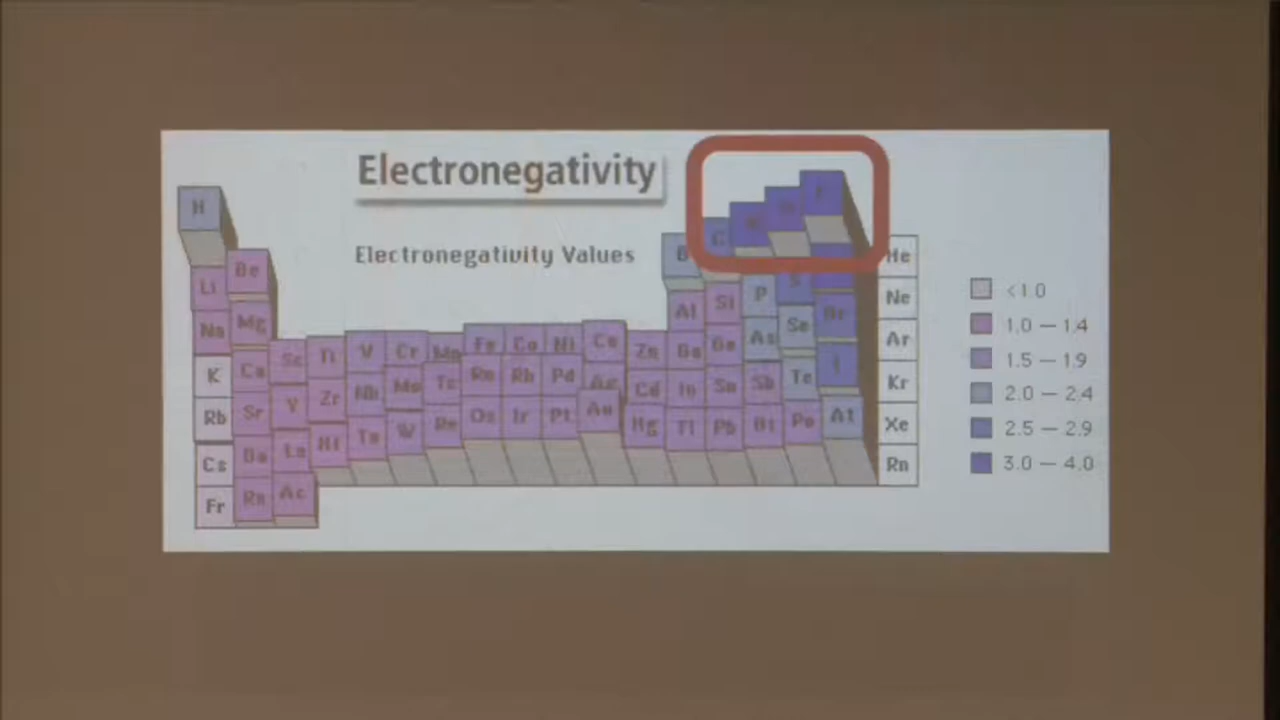 Electronegativity
Electronegativity Values
H
C
B
He
Li Be
Al Si P S
Ne
Na Mg
As Se Br
Ar
K Ca Sc Ti V Cr Mn Fe Co Ni Cu Zn Ga Ge
Kr
Rb Sr Y Zr Nb Mo Tc Ru Rh Pd Ag Cd In Sn Sb Te I
Xe
Cs Ba La Hf Ta W Re Os Ir Pt Au Hg Tl Pb Bi Po At
Rn
Fr Ra Ac
<1.0
1.0 — 1.4
1.5 — 1.9
2.0 — 2.4
2.5 — 2.9
3.0 — 4.0